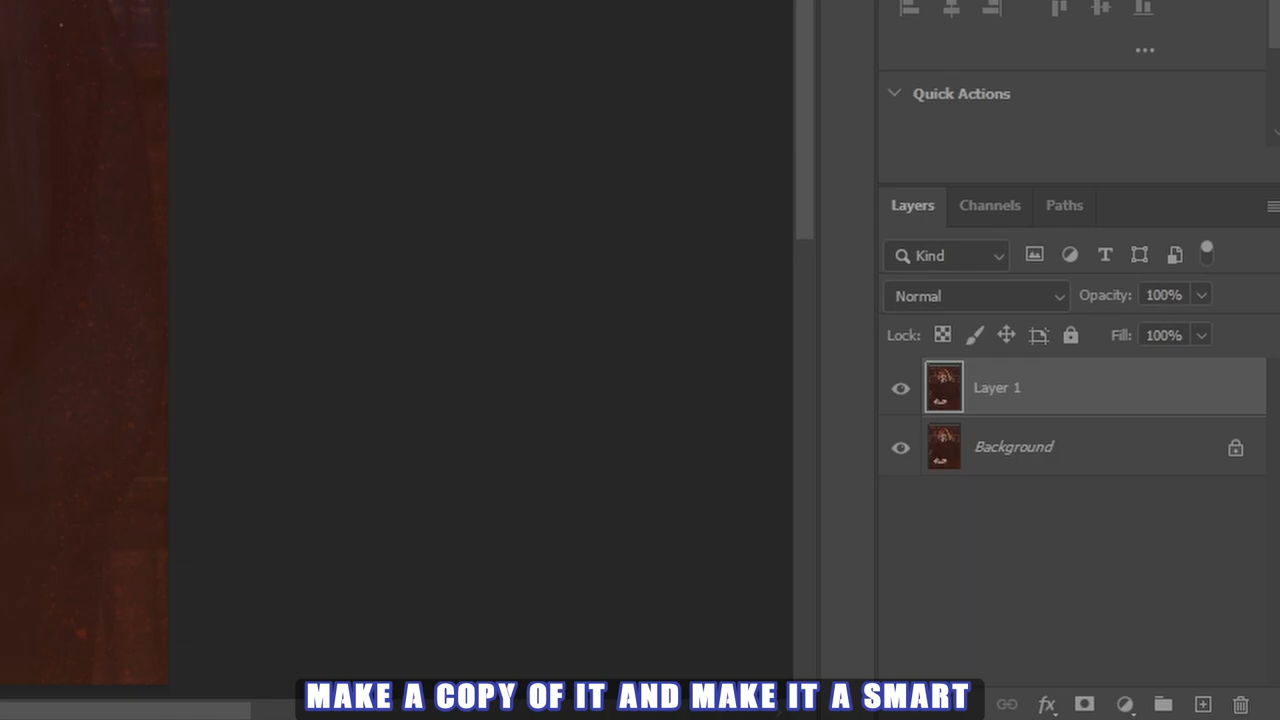 Quick Actions
Layers Channels Paths
Kind
Normal Opacity: 100%
Lock: Fill: 100%
Layer 1
Background
fx
MAKE A COPY OF IT AND MAKE IT A SMART